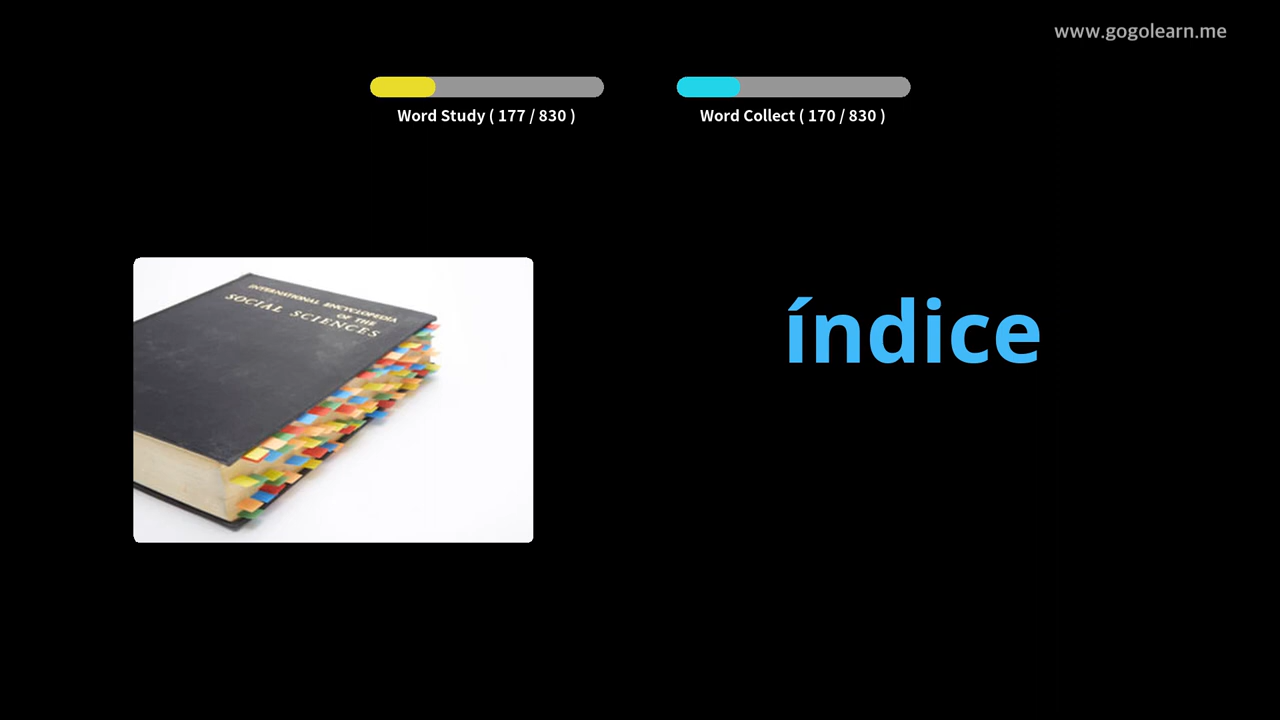 www.gogolearn.me
Word Study ( 177 / 830 )
Word Collect ( 170 / 830 )
INTERNATIONAL ENCYCLOPEDIA
OF THE
SOCIAL SCIENCES
índice